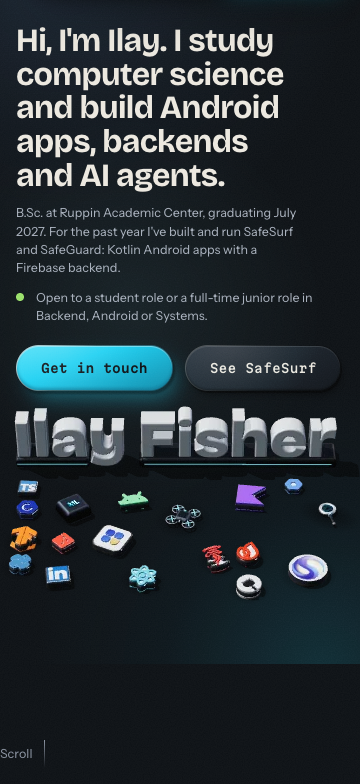 Hi, I'm Ilay. I study
computer science
and build Android
apps, backends
and AI agents.
B.Sc. at Ruppin Academic Center, graduating July
2027. For the past year I've built and run SafeSurf
and SafeGuard: Kotlin Android apps with a
Firebase backend.
Open to a student role or a full-time junior role in
Backend, Android or Systems.
Get in touch
See SafeSurf
Ilay Fisher
TS
C
in
C
Scroll